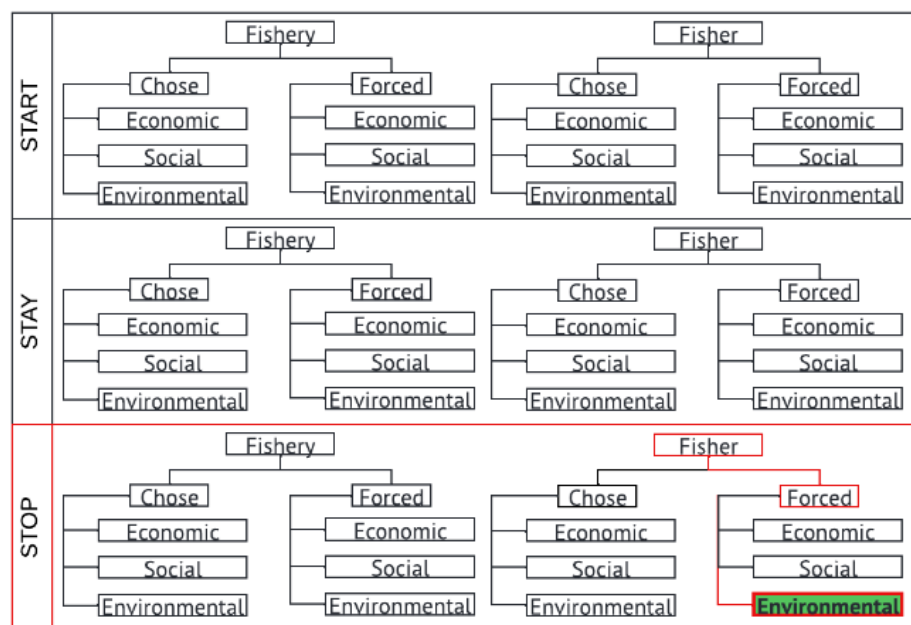 START
Fishery Fisher
Chose Forced Chose Forced
Economic Economic Economic Economic
Social Social Social Social
Environmental Environmental Environmental Environmental
STAY
Fishery Fisher
Chose Forced Chose Forced
Economic Economic Economic Economic
Social Social Social Social
Environmental Environmental Environmental Environmental
STOP
Fishery Fisher
Chose Forced Chose Forced
Economic Economic Economic Economic
Social Social Social Social
Environmental Environmental Environmental Environmental